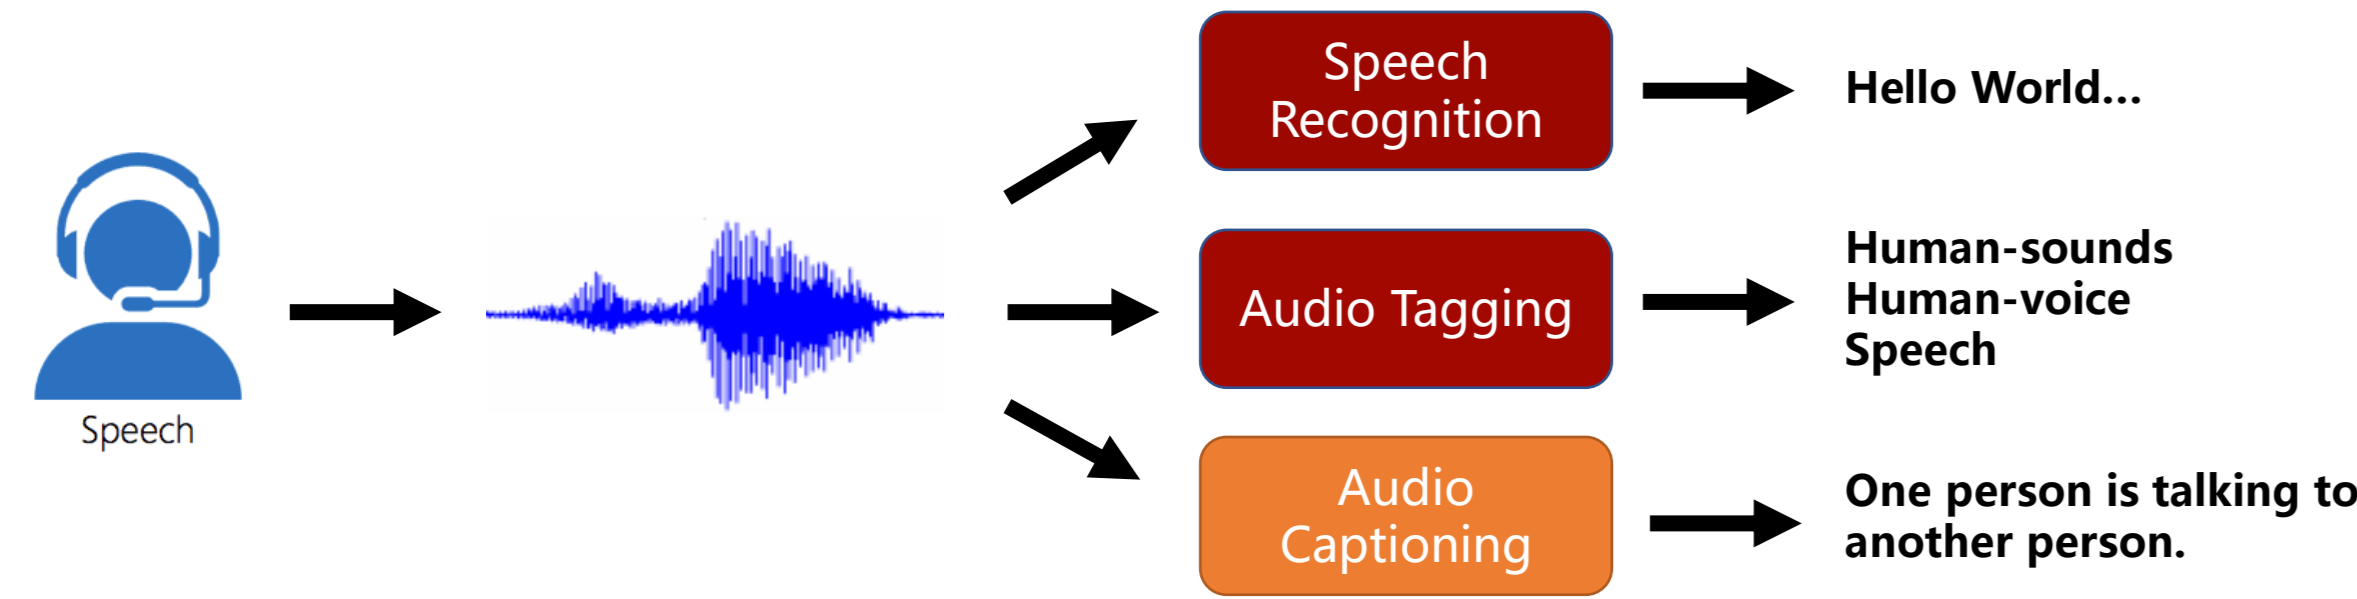 Speech
Speech
Recognition
Hello World...
Audio Tagging
Human-sounds
Human-voice
Speech
Audio
Captioning
One person is talking to
another person.